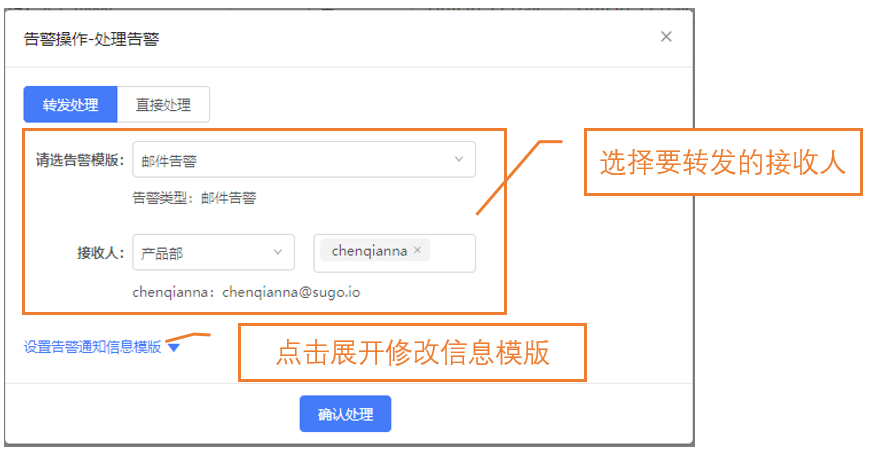 告警操作-处理告警
转发处理 直接处理
请选告警模版： 邮件告警
告警类型：邮件告警
选择要转发的接收人
接收人： 产品部 chenqianna ×
chenqianna：chenqianna@sugo.io
设置告警通知信息模版
点击展开修改信息模版
确认处理